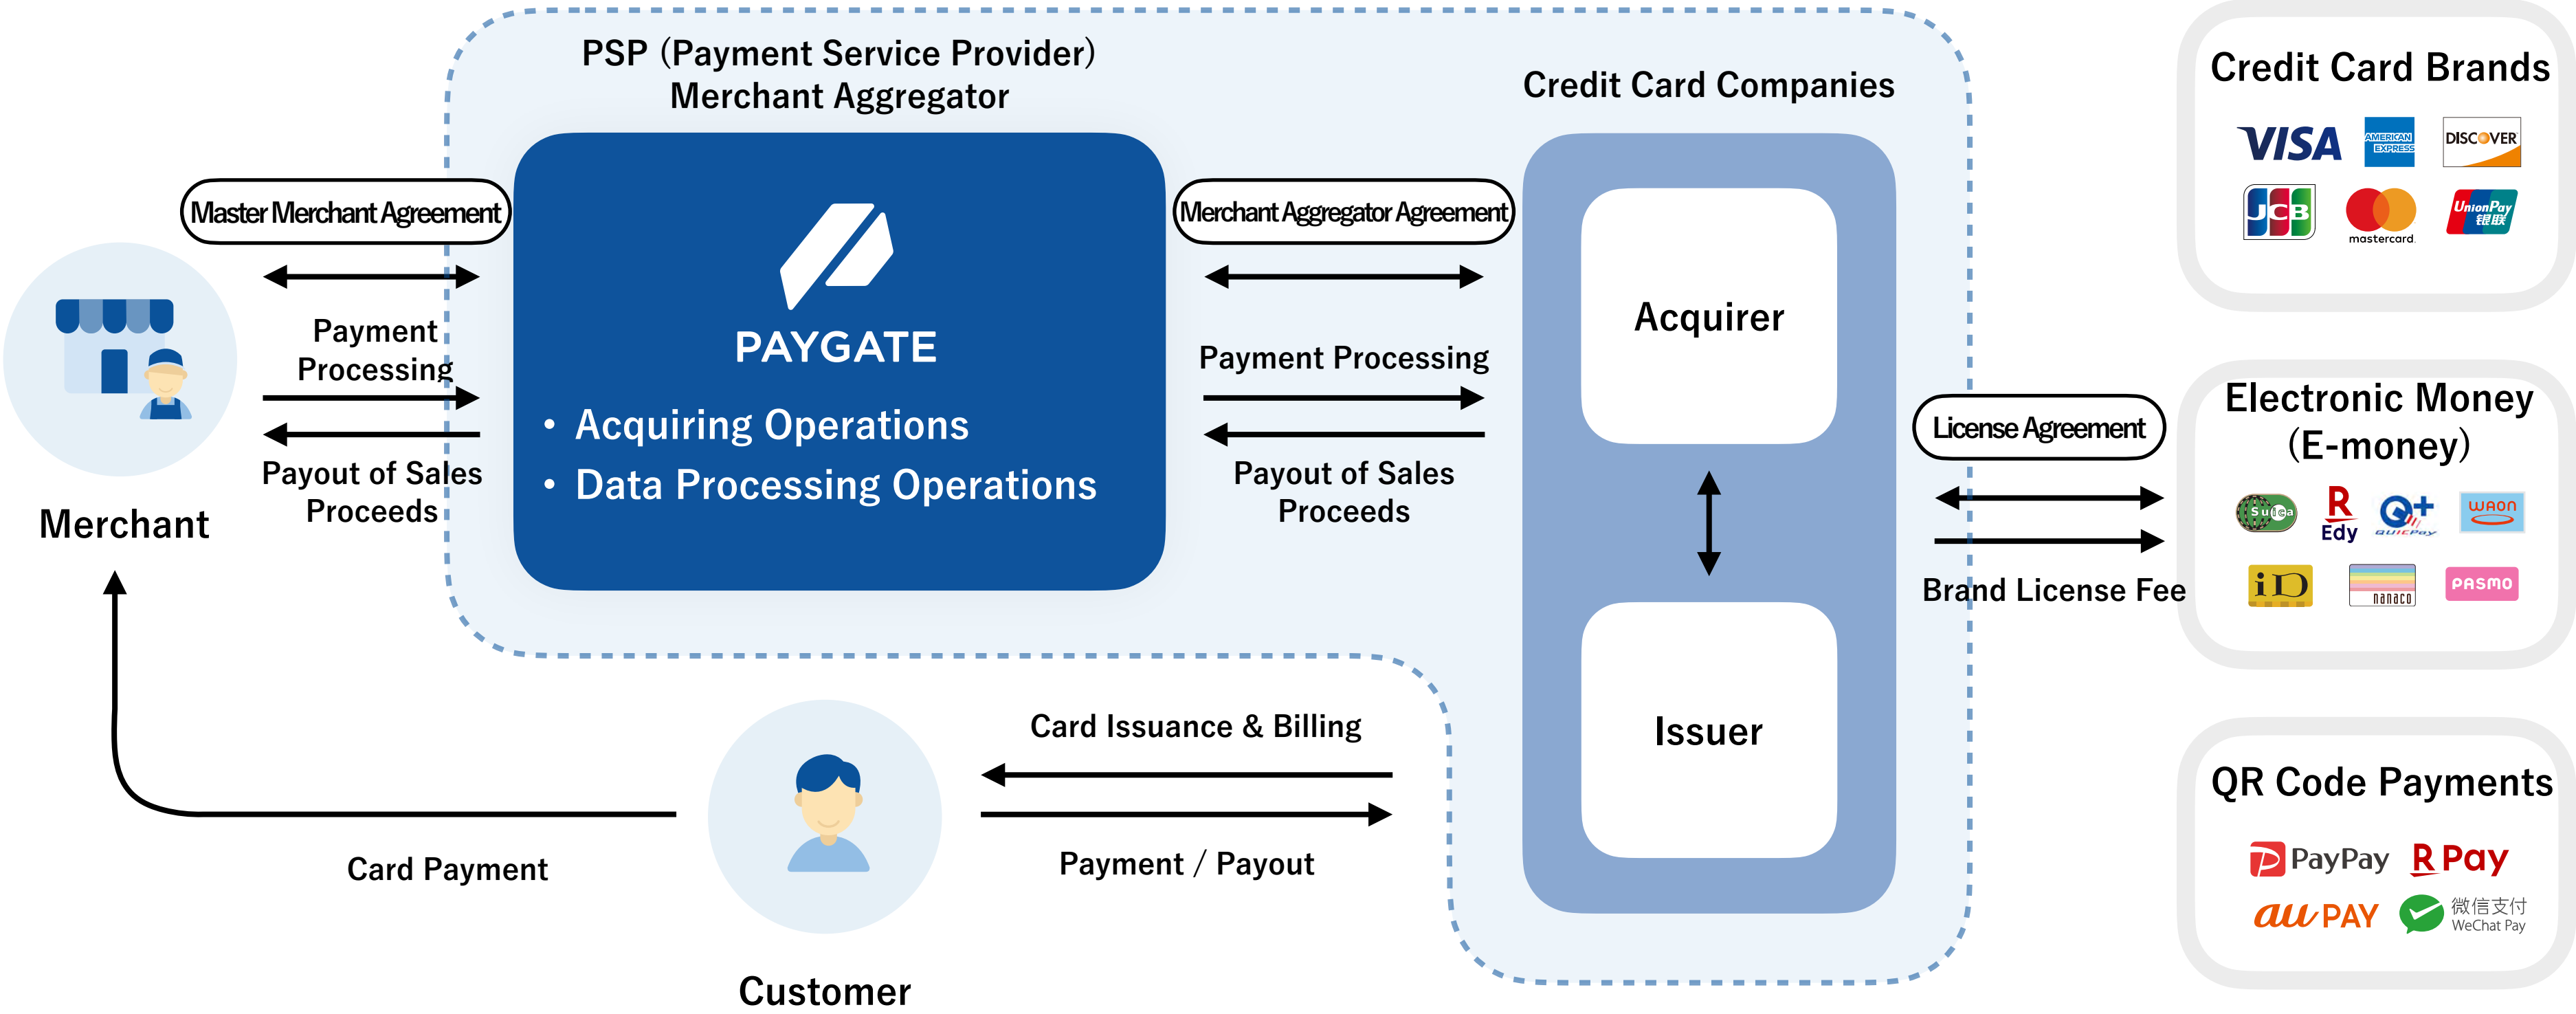 PSP (Payment Service Provider)
Merchant Aggregator
Master Merchant Agreement
Payment
Processing
Payout of Sales
Proceeds
Merchant
PAYGATE
• Acquiring Operations
• Data Processing Operations
Merchant Aggregator Agreement
Payment Processing
Payout of Sales
Proceeds
Credit Card Companies
Acquirer
Issuer
License Agreement
Brand License Fee
Card Issuance & Billing
Payment / Payout
Card Payment
Customer
Credit Card Brands
VISA
AMERICAN
EXPRESS
DISCOVER
JCB
mastercard.
UnionPay
银联
Electronic Money
(E-money)
Suica
R
Edy
Q+
QUICPay
WAON
iD
nanaco
PASMO
QR Code Payments
P PayPay
R Pay
au PAY
微信支付
WeChat Pay